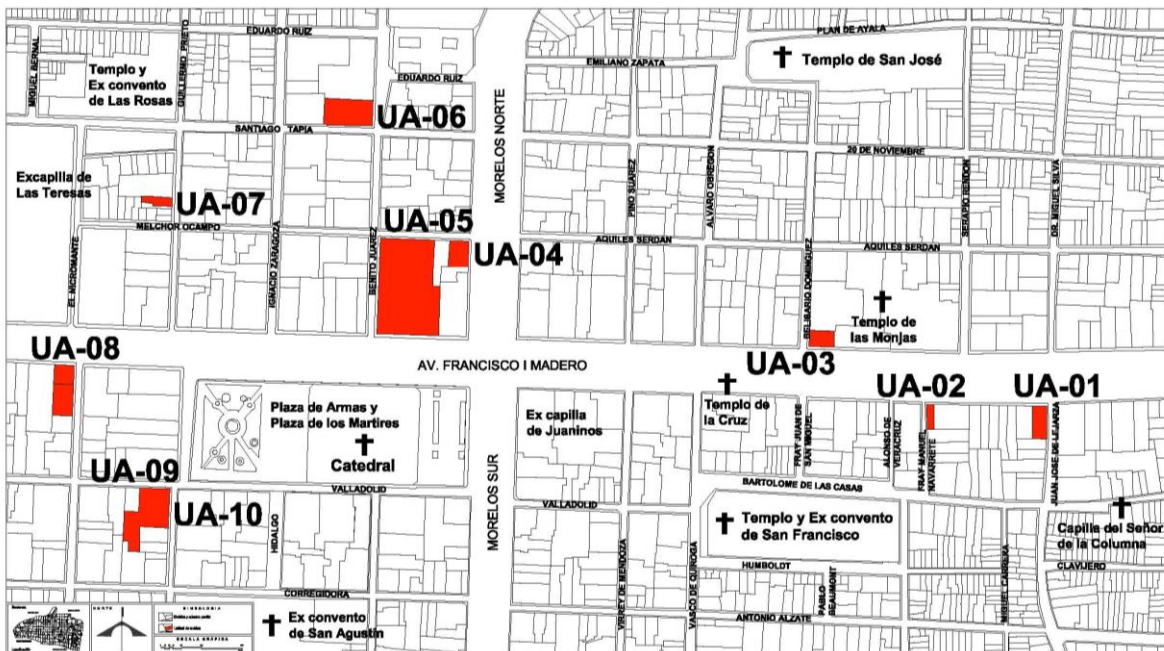 EDUARDO RUIZ
PLAN DE AYALA
MIGUEL BERNAL
Templo y
Ex convento
de Las Rosas
GUILLERMO PRIETO
EDUARDO RUIZ
EMILIANO ZAPATA
Templo de San José
UA-06
SANTIAGO TAPIA
MORELOS NORTE
20 DE NOVIEMBRE
Excapilla de
Las Teresas
UA-07
MELCHOR OCAMPO
UA-05
UA-04
PINO SUAREZ
ALVARO OBREGON
SERAPIO RENDON
DR. MIGUEL SILVA
AQUILES SERDAN
AQUILES SERDAN
EL MICROMANTE
IGNACIO ZARAGOZA
BENITO JUAREZ
BELISARIO DOMINGUEZ
Templo de
las Monjas
UA-08
AV. FRANCISCO I MADERO
UA-03
UA-02
UA-01
Plaza de Armas y
Plaza de los Martires
Catedral
Ex capilla
de Juaninos
Templo de
la Cruz
FRAY JUAN DE
SAN MIGUEL
ALONSO DE
VERACRUZ
FRAY MANUEL
NAVARRETE
JUAN JOSE DE LEJARZA
UA-09
UA-10
VALLADOLID
VALLADOLID
BARTOLOME DE LAS CASAS
HIDALGO
MORELOS SUR
Templo y Ex convento
de San Francisco
Capilla del Señor
de la Columna
HUMBOLDT
CLAVIJERO
CORREGIDORA
VIRREY DE MENDOZA
VASCO DE QUIROGA
PABLO
BEAUMONT
MIGUEL CABRERA
ANTONIO ALZATE
Ex convento
de San Agustín
NORTE
SIMBOLOGIA
ESCALA GRÁFICA